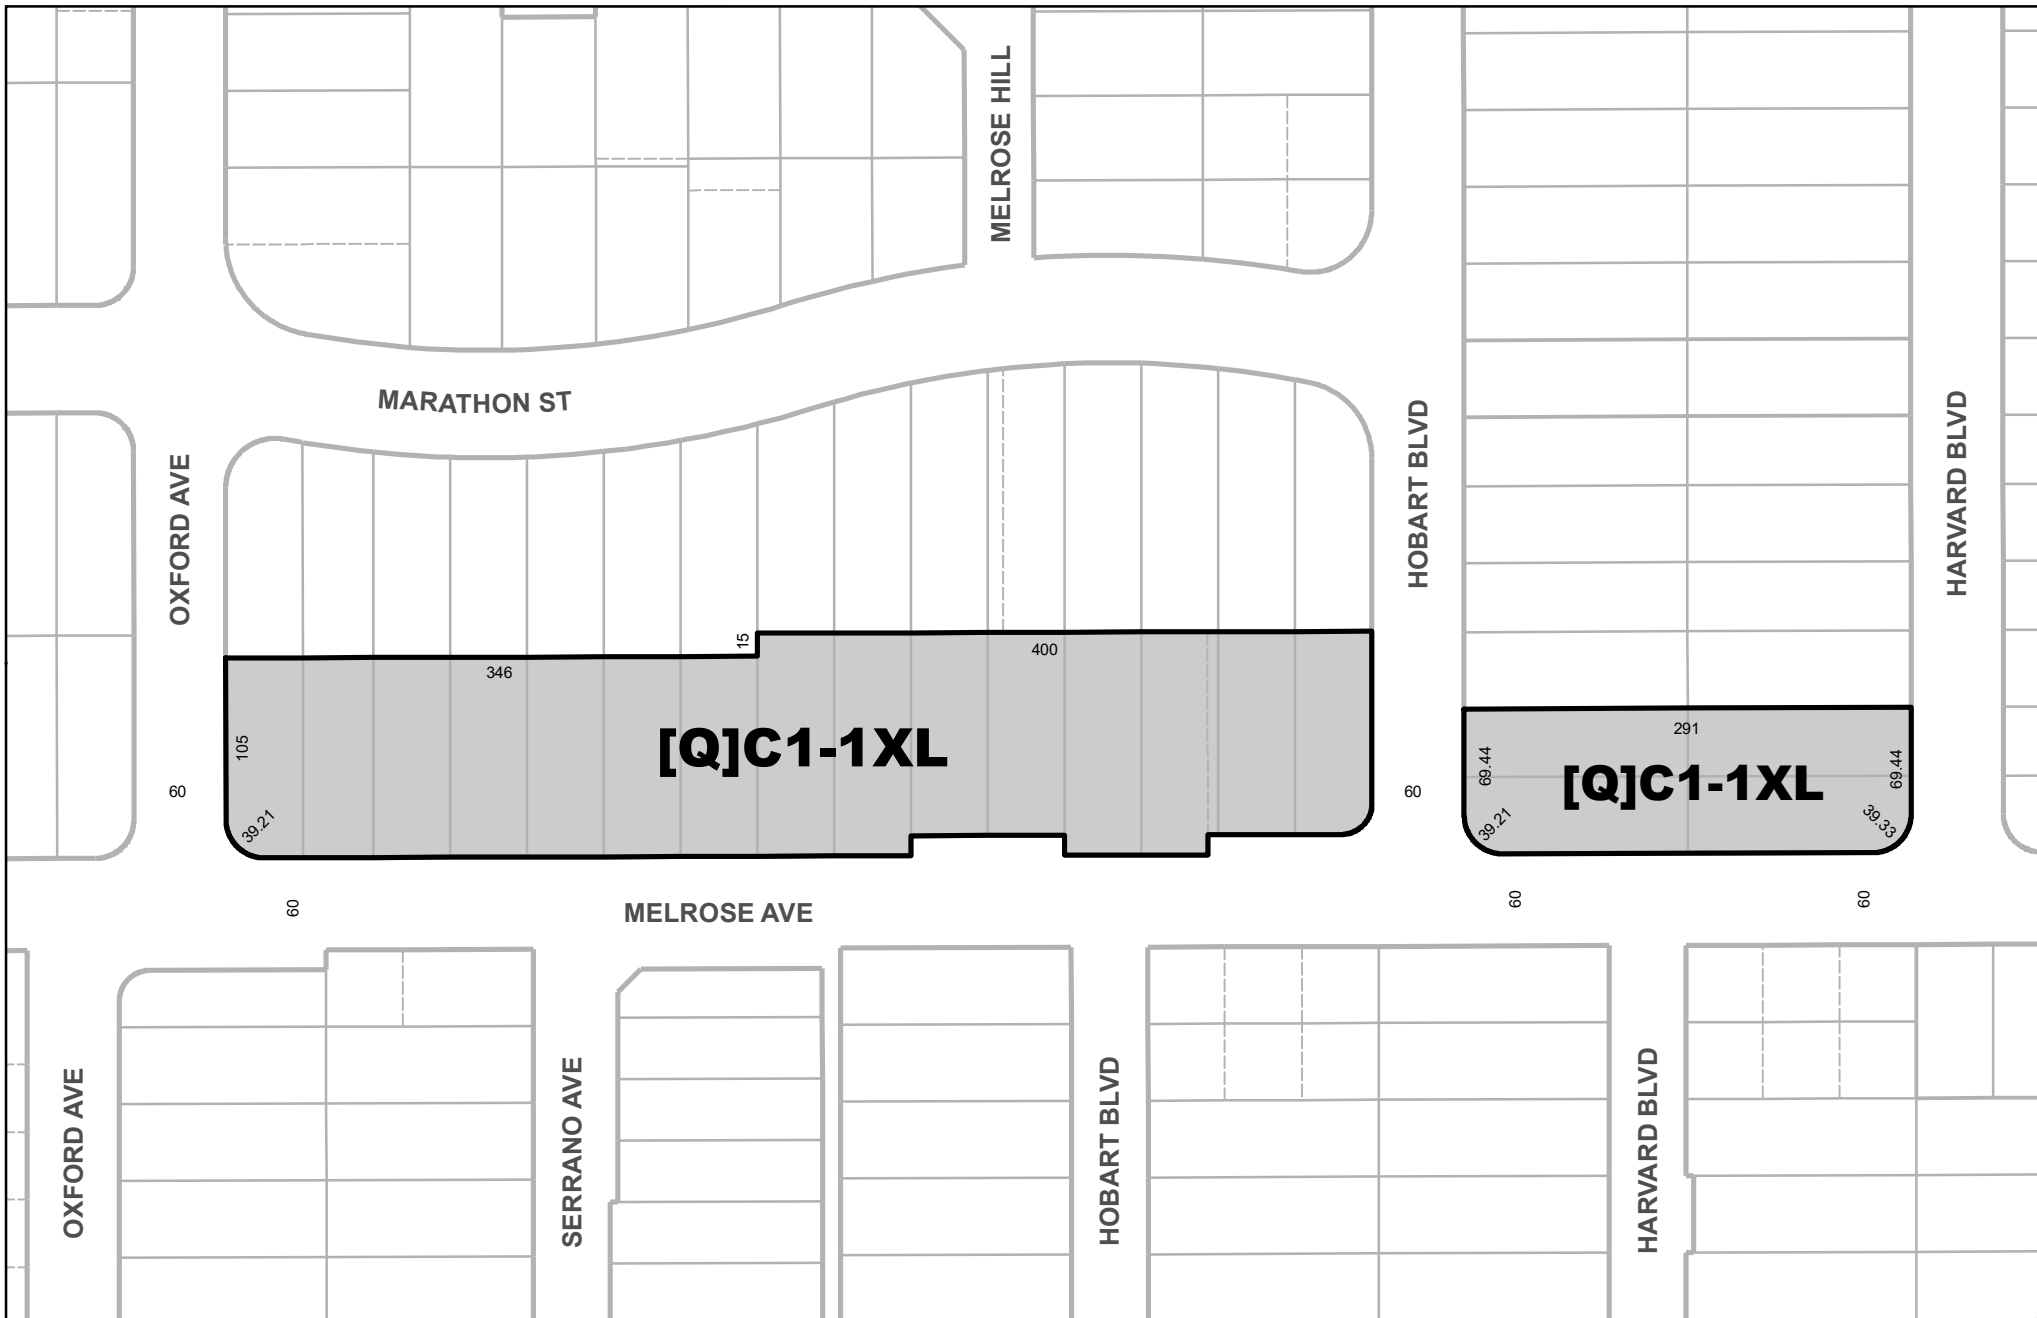 MELROSE HILL
MARATHON ST
OXFORD AVE
HOBART BLVD
HARVARD BLVD
15
346
400
291
105
[Q]C1-1XL
69.44
[Q]C1-1XL
69.44
60
39.21
60
39.21
39.33
60
MELROSE AVE
60
60
OXFORD AVE
SERRANO AVE
HOBART BLVD
HARVARD BLVD